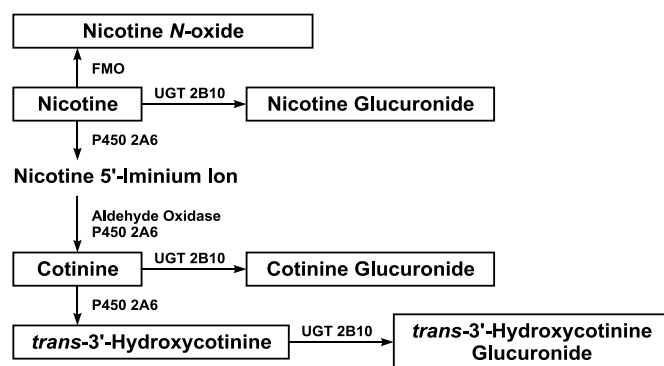 Nicotine N-oxide
FMO
UGT 2B10
Nicotine
Nicotine Glucuronide
P450 2A6
Nicotine 5'-Iminium Ion
Aldehyde Oxidase
P450 2A6
UGT 2B10
Cotinine
Cotinine Glucuronide
P450 2A6
UGT 2B10
trans-3'-Hydroxycotinine
trans-3'-Hydroxycotinine
Glucuronide